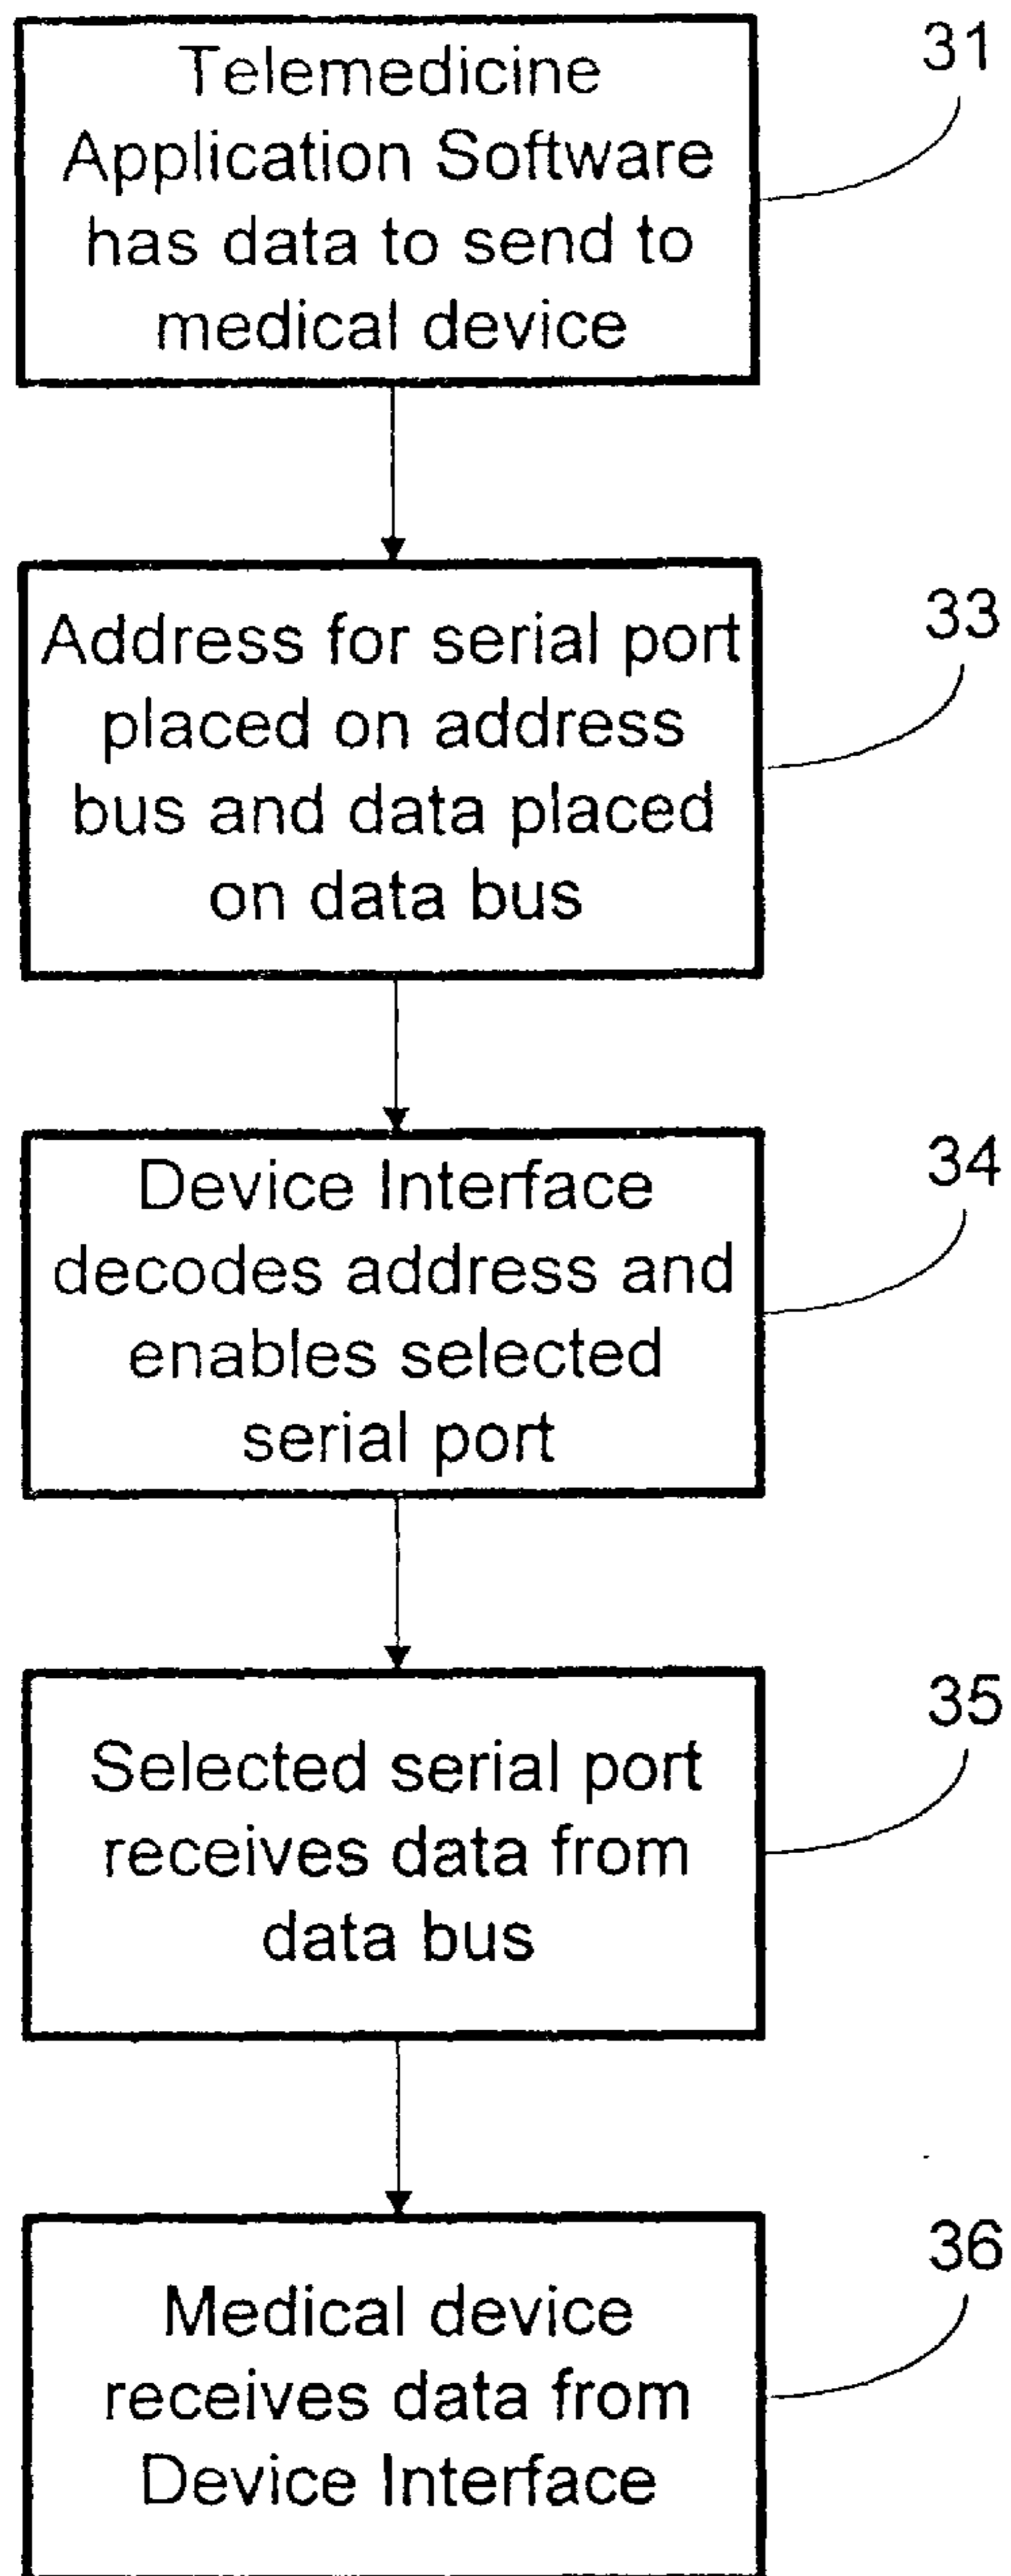 Telemedicine
Application Software
has data to send to
medical device
31
Address for serial port
placed on address
bus and data placed
on data bus
33
Device Interface
decodes address and
enables selected
serial port
34
Selected serial port
receives data from
data bus
35
Medical device
receives data from
Device Interface
36